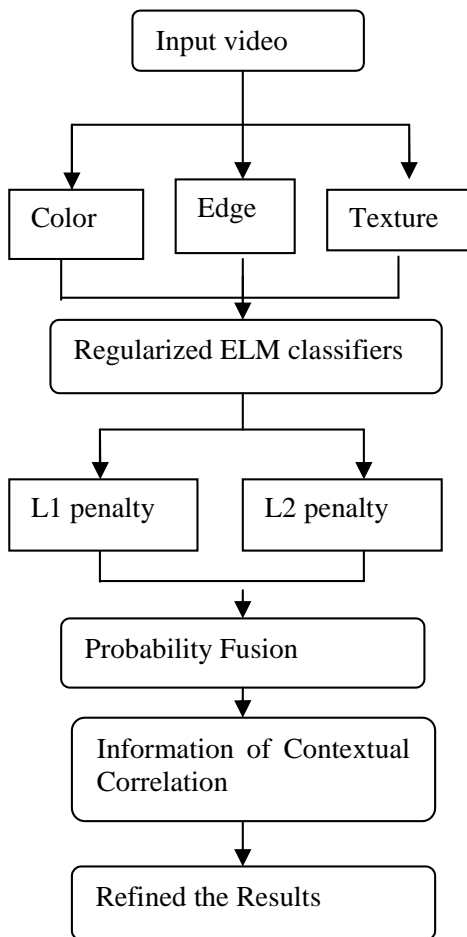 Input video
Color
Edge
Texture
Regularized ELM classifiers
L1 penalty
L2 penalty
Probability Fusion
Information of Contextual
Correlation
Refined the Results